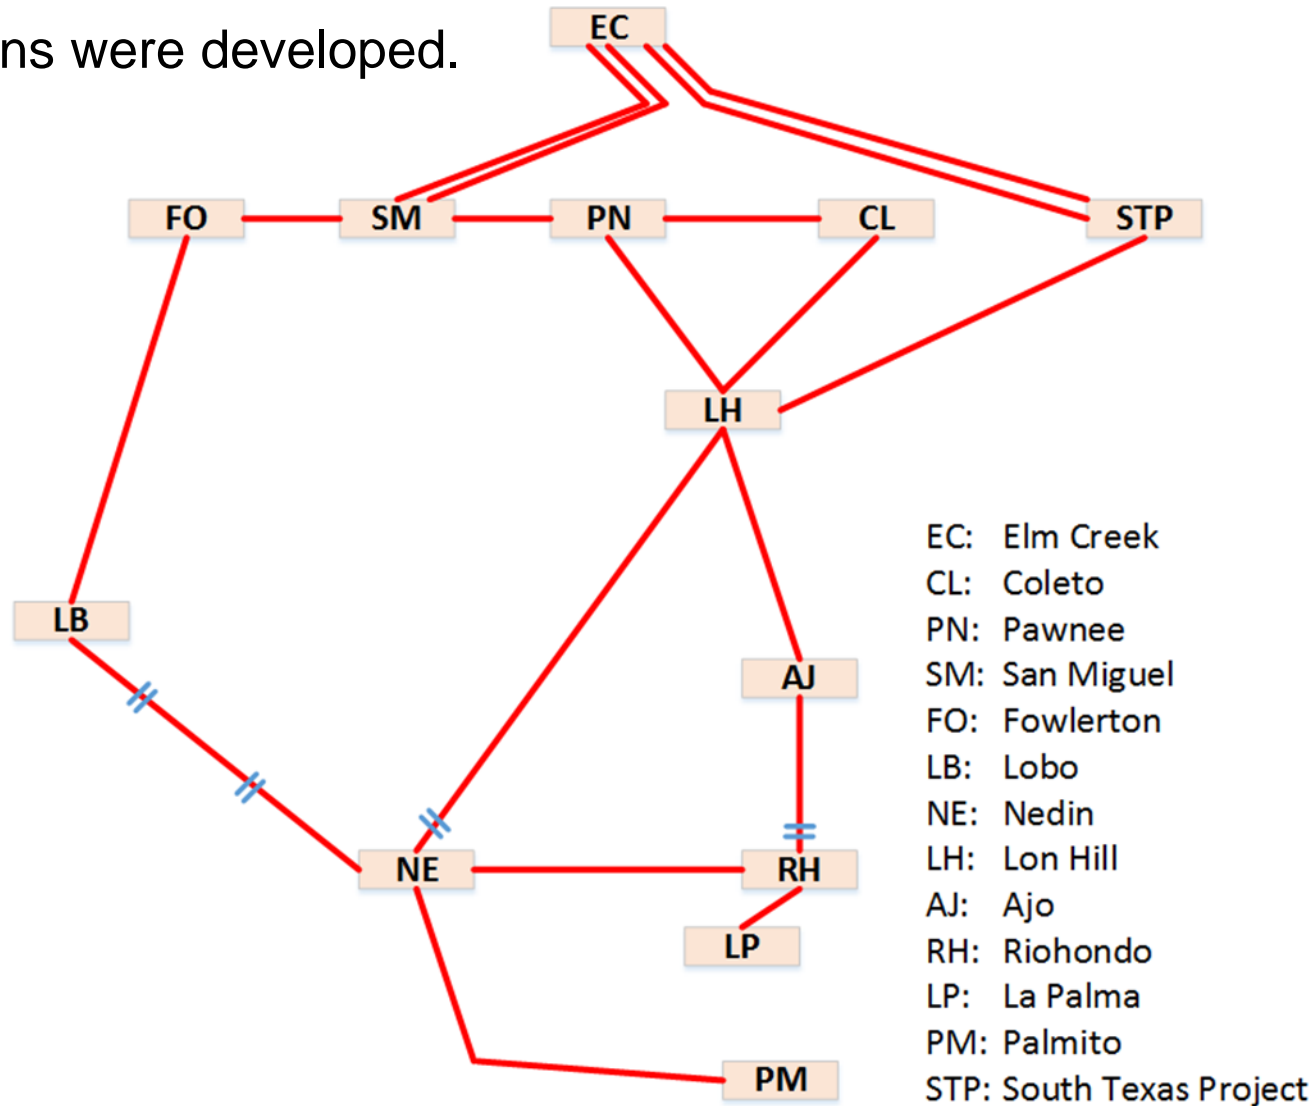 ns were developed.
EC
FO
SM
PN
CL
STP
LH
LB
AJ
NE
RH
LP
PM
EC: Elm Creek
CL: Coleto
PN: Pawnee
SM: San Miguel
FO: Fowlerton
LB: Lobo
NE: Nedin
LH: Lon Hill
AJ: Ajo
RH: Riohondo
LP: La Palma
PM: Palmito
STP: South Texas Project